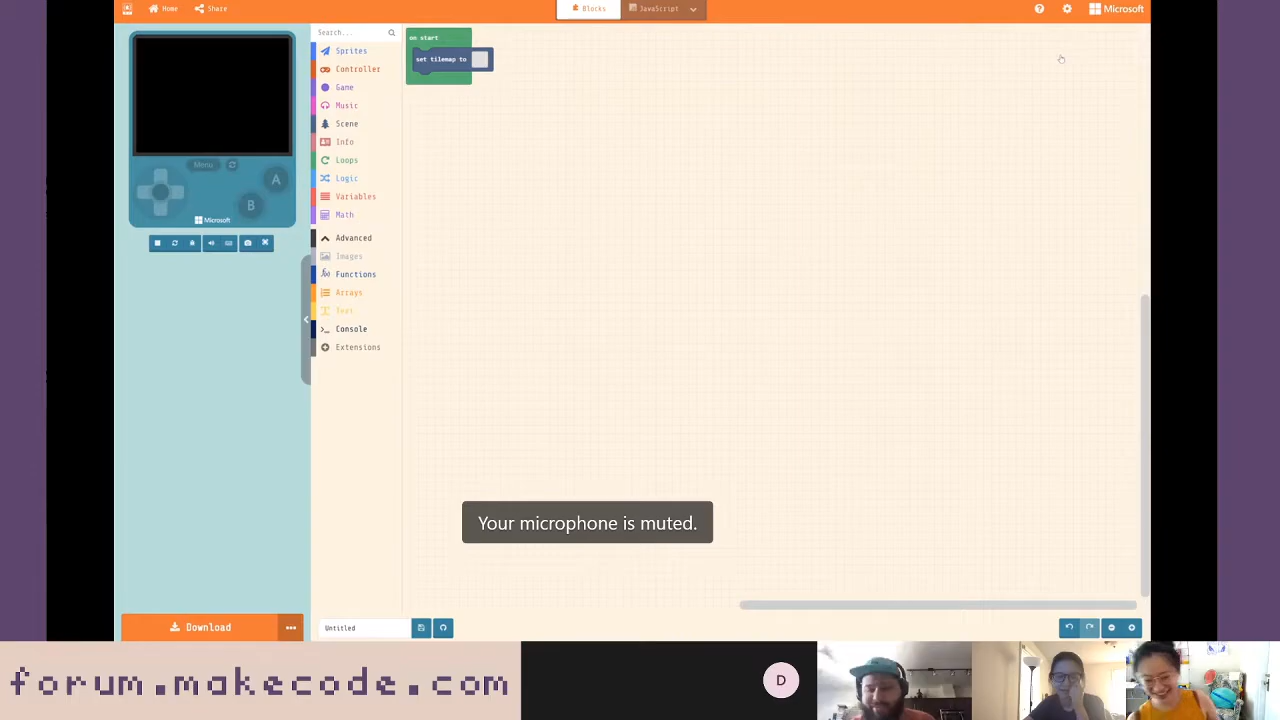 Home
Share
Blocks
JavaScript
Microsoft
Search...
Sprites
Controller
Game
Music
Scene
Info
Loops
Logic
Variables
Math
Advanced
Images
Functions
Arrays
Text
Console
Extensions
on start
set tilemap to
Menu
A
B
Microsoft
Your microphone is muted.
Download
Untitled
forum.makecode.com
D